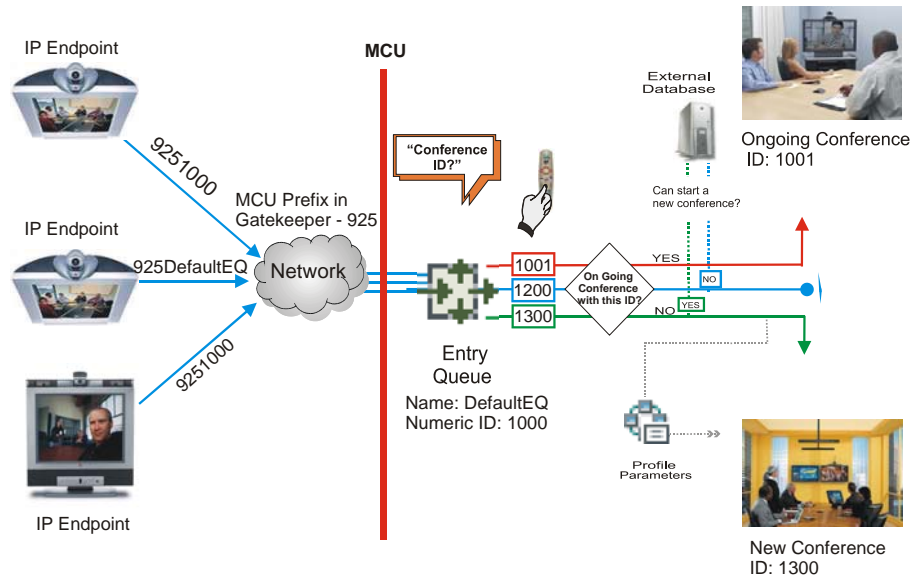 IP Endpoint
MCU
External
Database
“Conference
ID?”
Ongoing Conference
ID: 1001
9251000
MCU Prefix in
Gatekeeper - 925
Can start a
new conference?
IP Endpoint
925DefaultEQ
Network
1001
1200
1300
On Going
Conference
with this ID?
YES
NO
NO
YES
9251000
Entry
Queue
Name: DefaultEQ
Numeric ID: 1000
Profile
Parameters
IP Endpoint
New Conference
ID: 1300